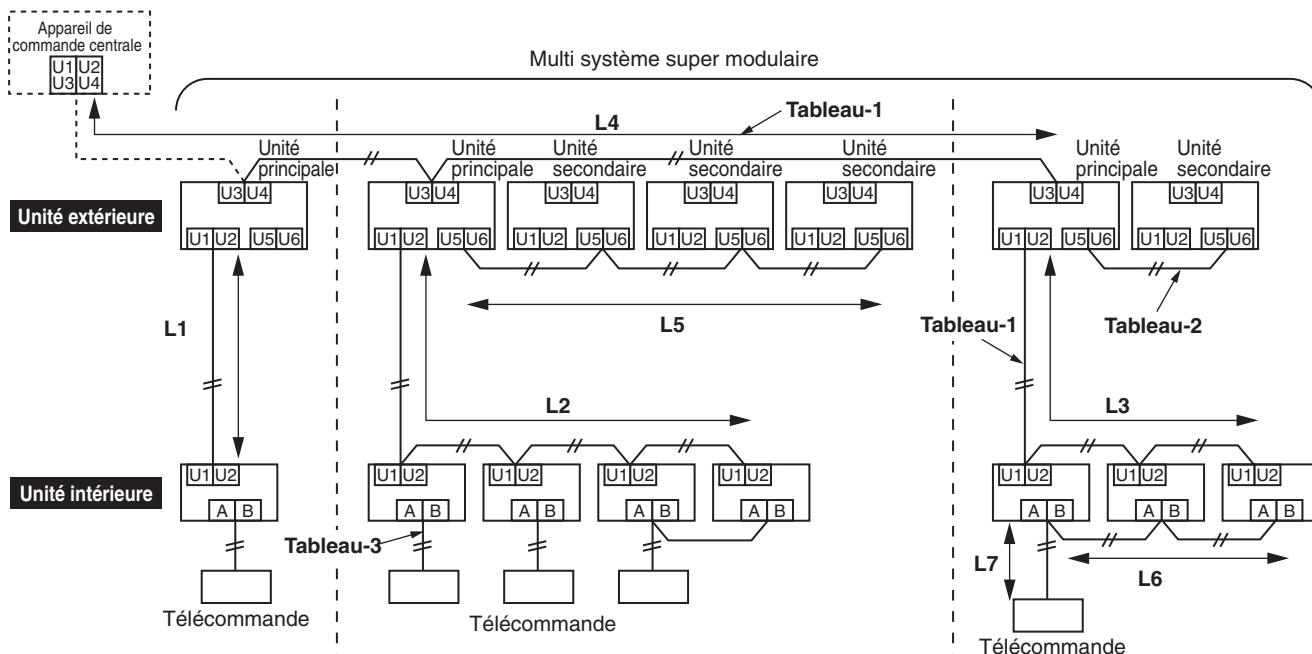 Appareil de
commande centrale
U1 U2
U3 U4
Multi système super modulaire
L4
Tableau-1
Unité
principale
Unité
principale
Unité
secondaire
Unité
secondaire
Unité
secondaire
Unité
principale
Unité
secondaire
Unité extérieure
U3 U4
U3 U4
U3 U4
U3 U4
U3 U4
U3 U4
U3 U4
U1 U2 U5 U6
U1 U2 U5 U6
U1 U2 U5 U6
U1 U2 U5 U6
U1 U2 U5 U6
U1 U2 U5 U6
U1 U2 U5 U6
L1
L5
Tableau-1
Tableau-2
L2
L3
Unité intérieure
U1 U2
U1 U2
U1 U2
U1 U2
U1 U2
U1 U2
U1 U2
U1 U2
A B
A B
A B
A B
A B
A B
A B
A B
Tableau-3
L7
L6
Télécommande
Télécommande
Télécommande